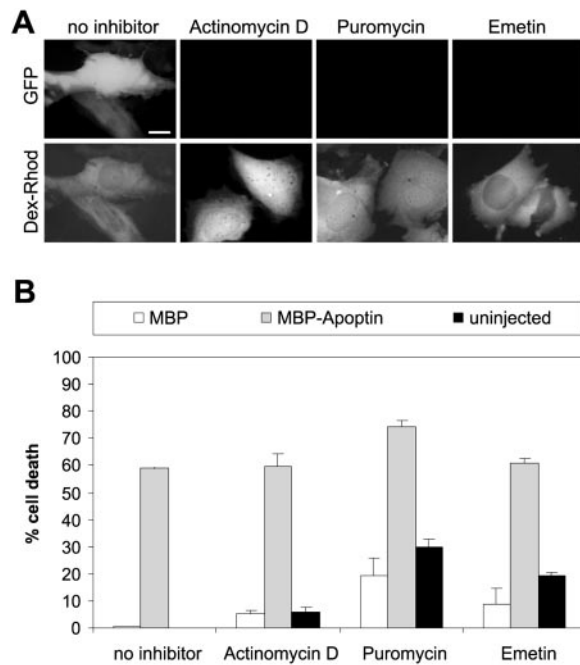 A
no inhibitor Actinomycin D Puromycin Emetin
GFP
Dex-Rhod
B
MBP MBP-Apoptin uninjected
% cell death
100
90
80
70
60
50
40
30
20
10
0
no inhibitor Actinomycin D Puromycin Emetin